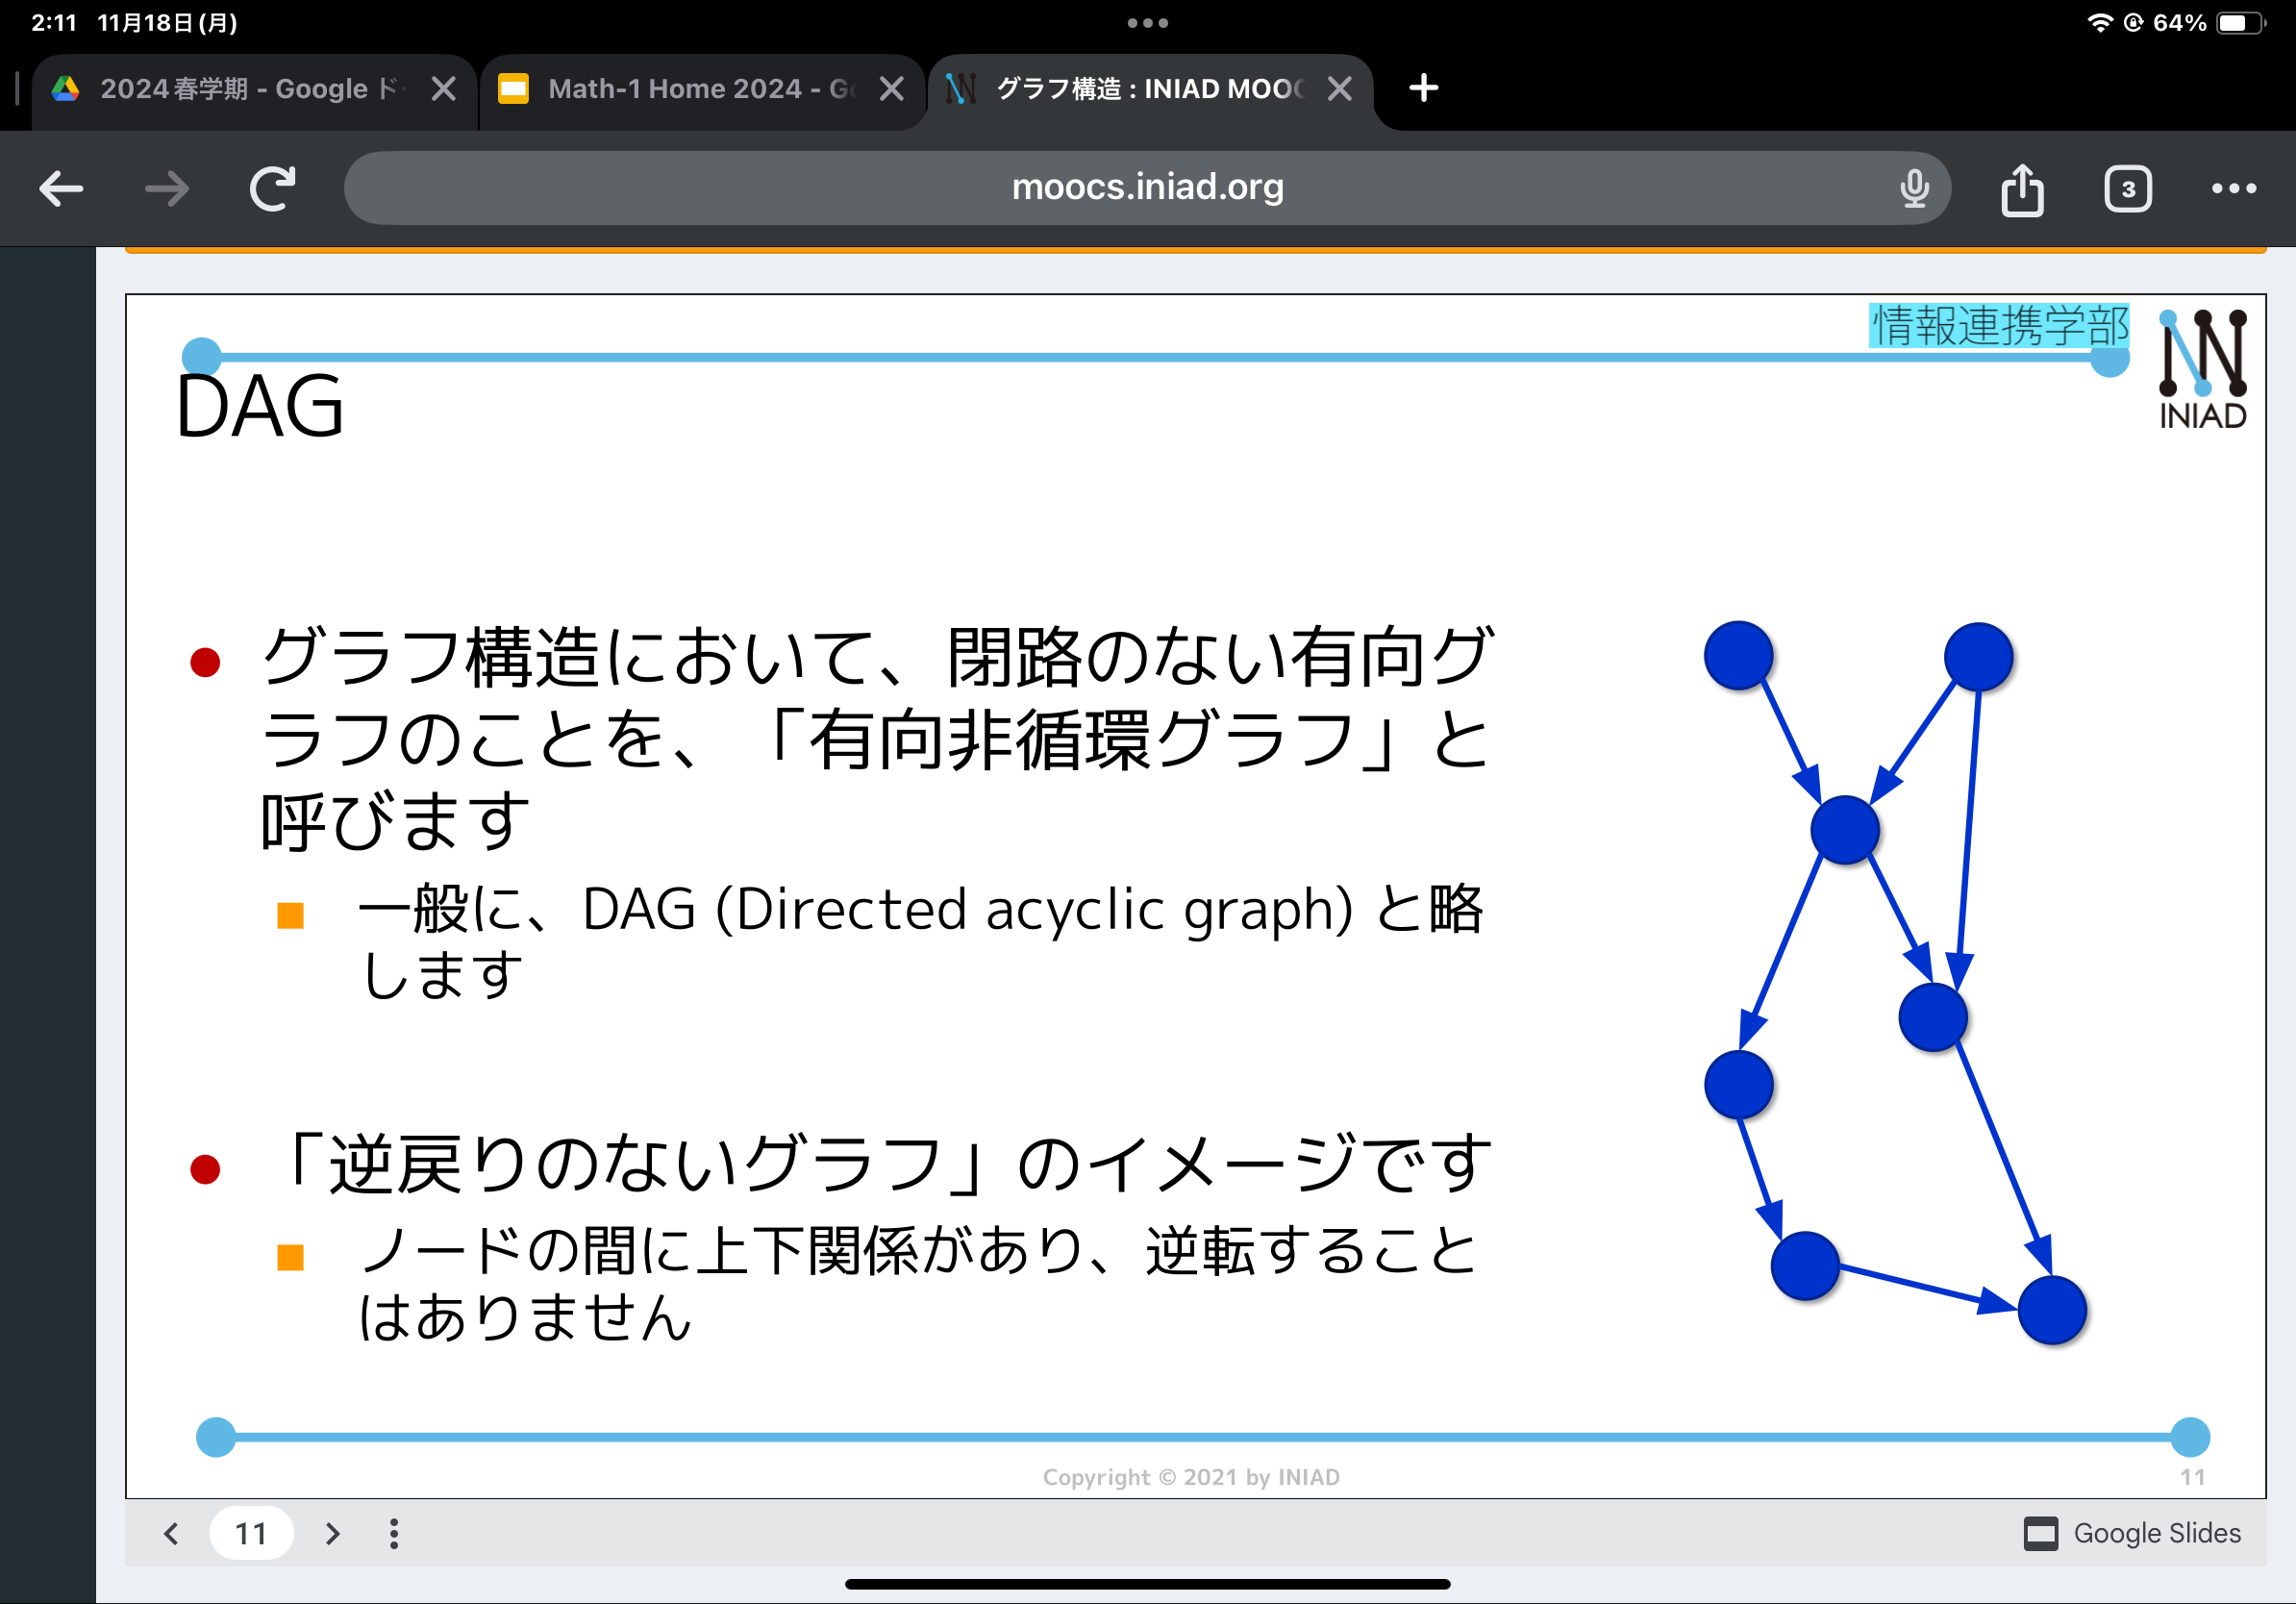 2:11 11月18日(月)
64%
2024春学期 - Google ド
Math-1 Home 2024 - G
グラフ構造 : INIAD MOO
moocs.iniad.org
3
情報連携学部
INIAD
DAG
グラフ構造において、閉路のない有向グ
ラフのことを、「有向非循環グラフ」と
呼びます
一般に、DAG (Directed acyclic graph) と略
します
「逆戻りのないグラフ」のイメージです
ノードの間に上下関係があり、逆転すること
はありません
Copyright © 2021 by INIAD
11
11
Google Slides